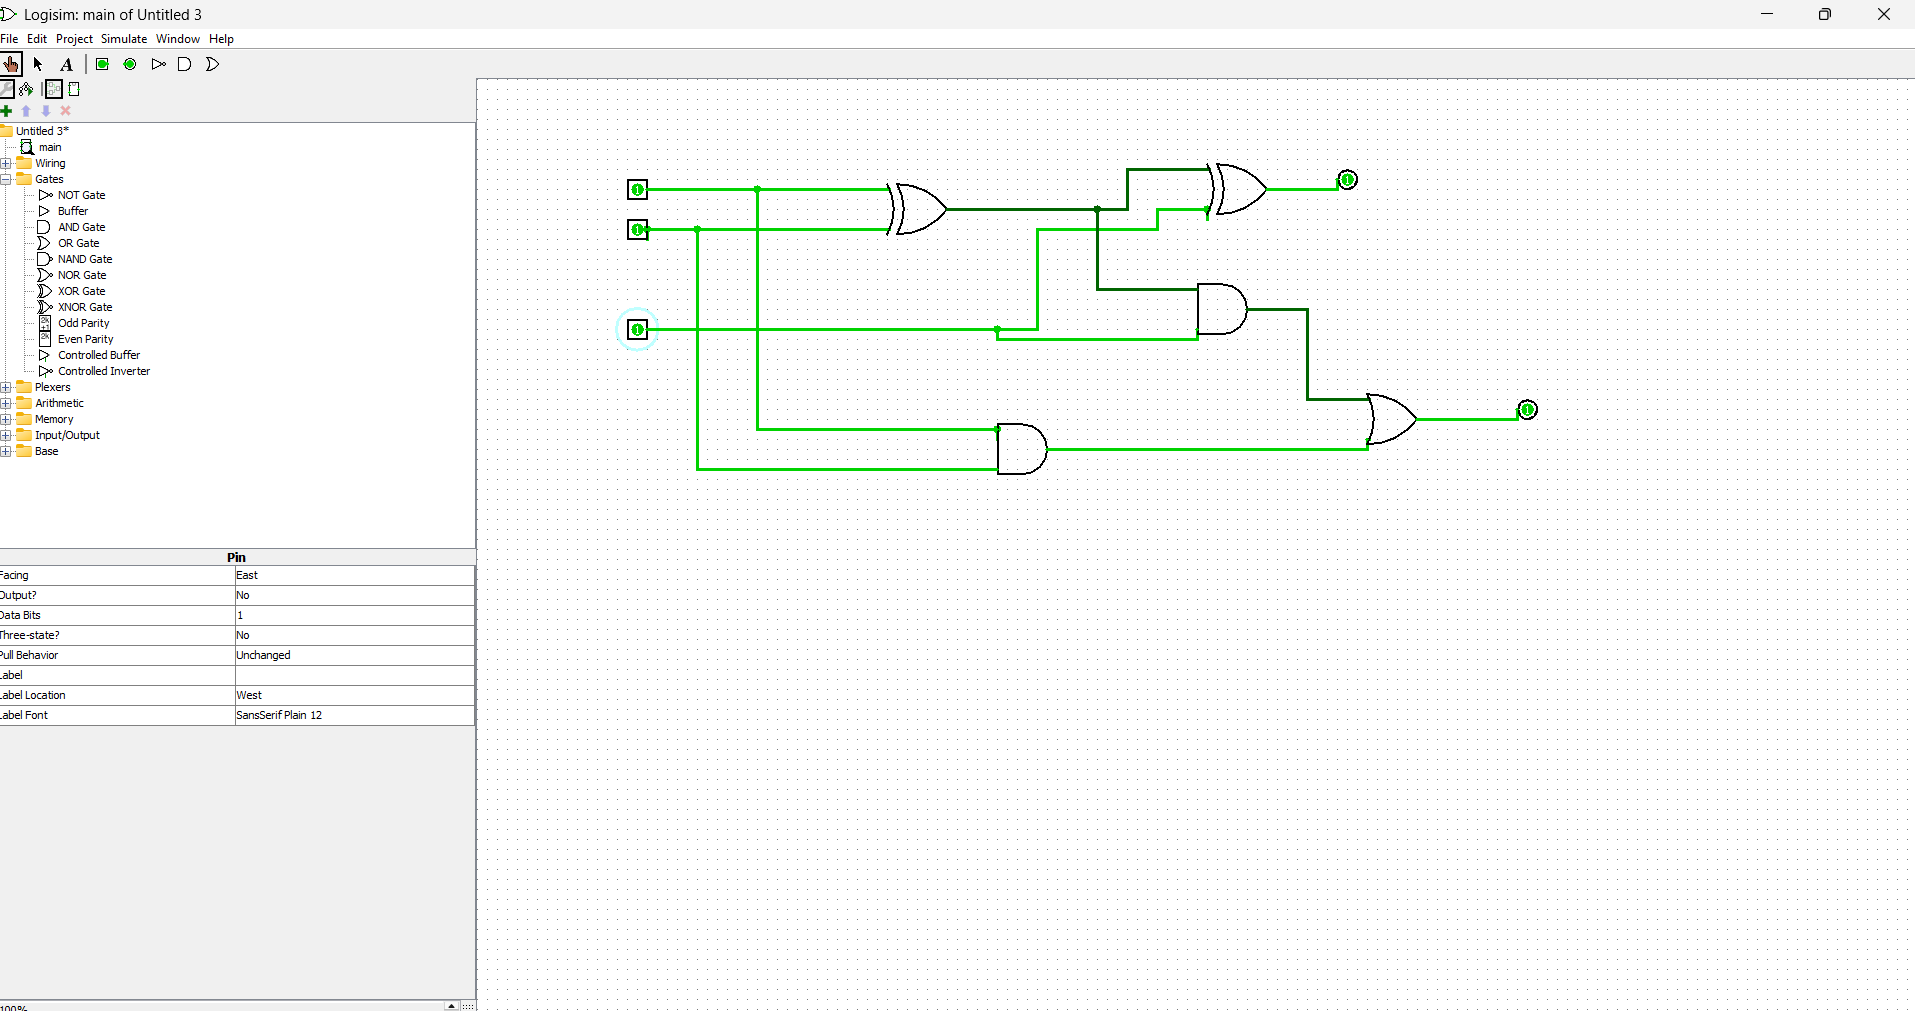 Logisim: main of Untitled 3
File Edit Project Simulate Window Help
A
Untitled 3*
main
Wiring
Gates
NOT Gate
Buffer
AND Gate
OR Gate
NAND Gate
NOR Gate
XOR Gate
XNOR Gate
2k+1 Odd Parity
2k Even Parity
Controlled Buffer
Controlled Inverter
Plexers
Arithmetic
Memory
Input/Output
Base
1
1
1
1
1
Pin
Facing East
Output? No
Data Bits 1
Three-state? No
Pull Behavior Unchanged
Label
Label Location West
Label Font SansSerif Plain 12
100%